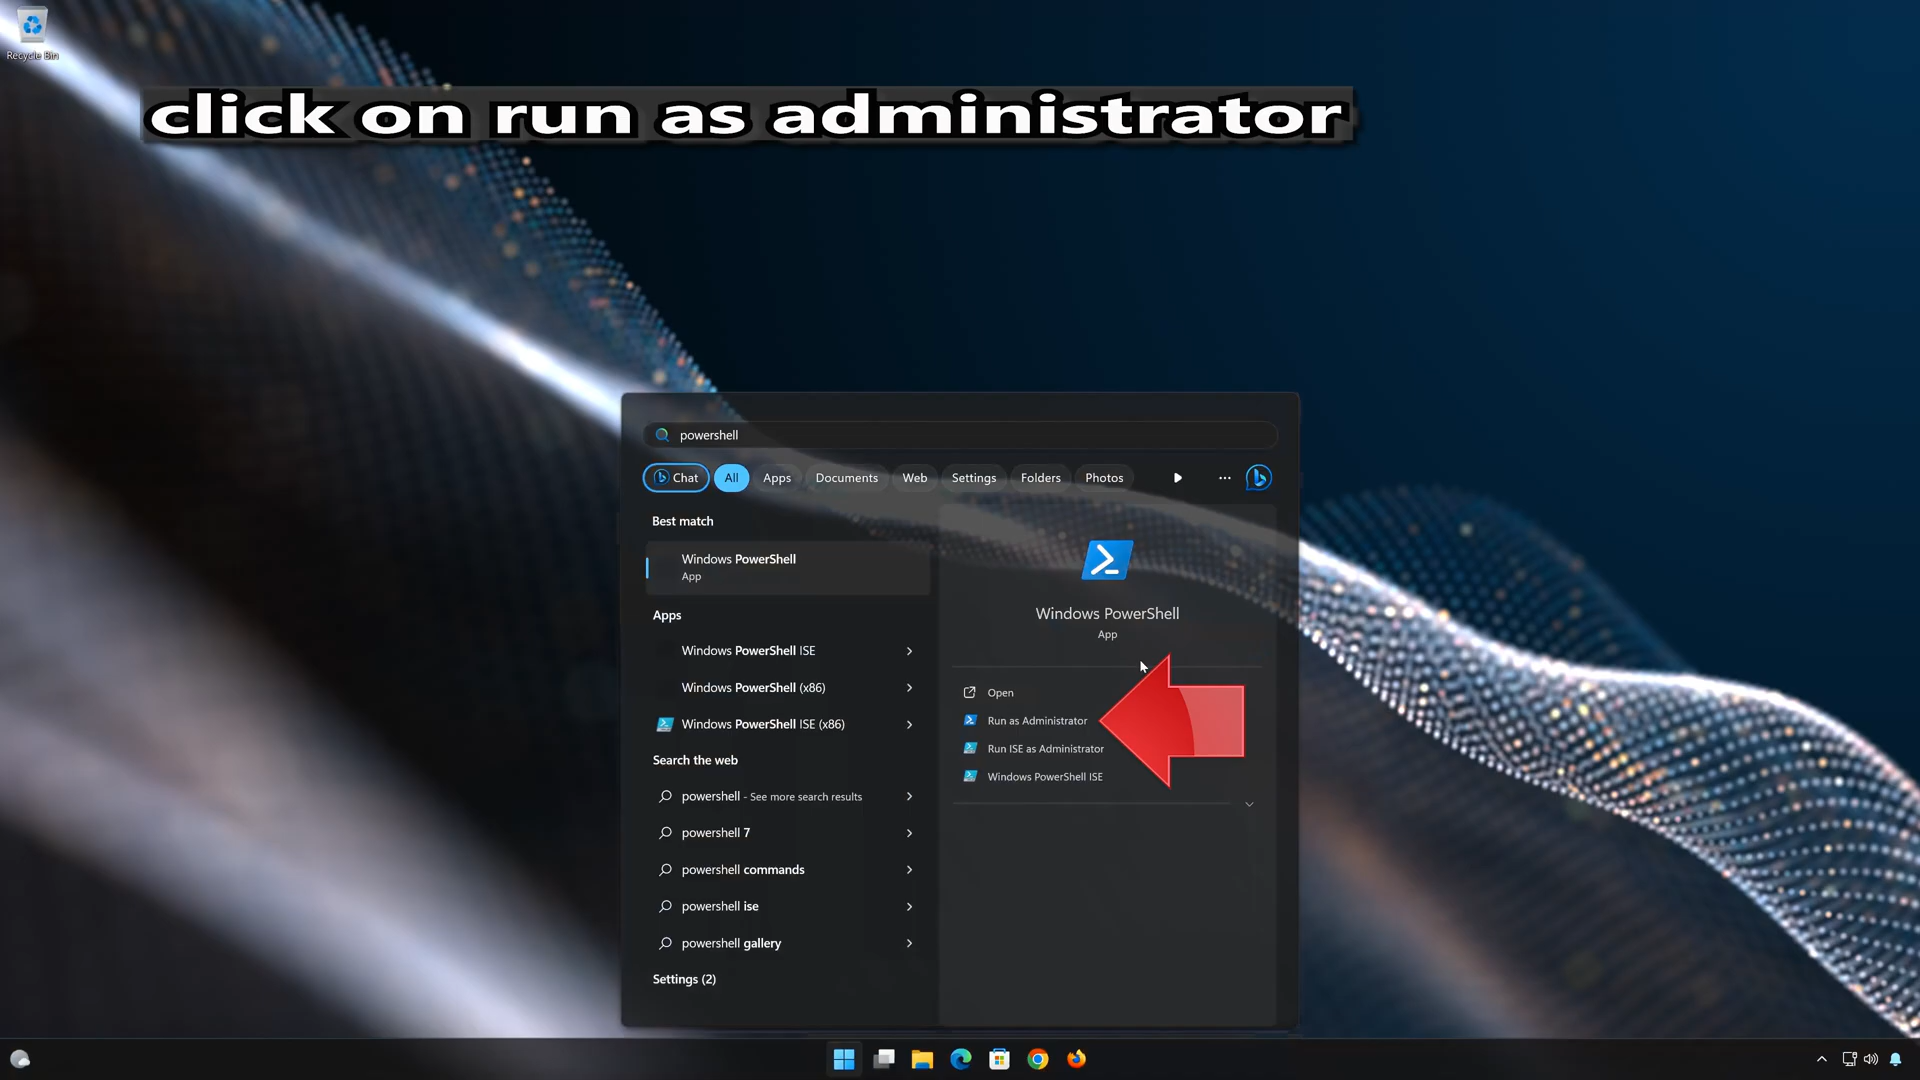 Recycle Bin
click on run as administrator
powershell
Chat
All
Apps
Documents
Web
Settings
Folders
Photos
Best match
Windows PowerShell
App
Apps
Windows PowerShell ISE
Windows PowerShell (x86)
Windows PowerShell ISE (x86)
Search the web
powershell - See more search results
powershell 7
powershell commands
powershell ise
powershell gallery
Settings (2)
Windows PowerShell
App
Open
Run as Administrator
Run ISE as Administrator
Windows PowerShell ISE